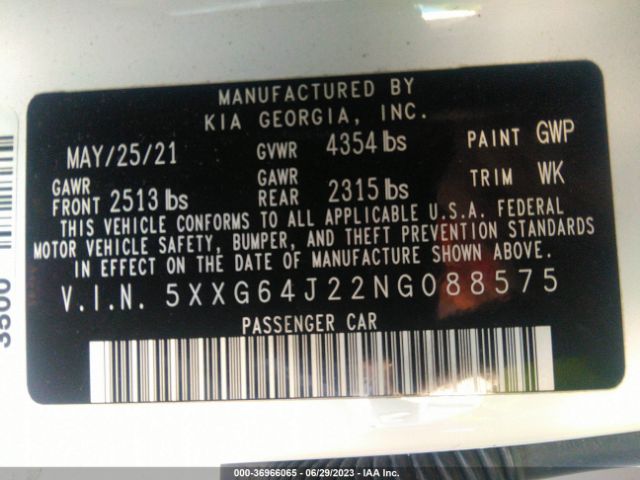 MANUFACTURED BY
KIA GEORGIA, INC.
MAY/25/21 GVWR 4354 lbs PAINT GWP
GAWR FRONT 2513 lbs GAWR REAR 2315 lbs TRIM WK
THIS VEHICLE CONFORMS TO ALL APPLICABLE U.S.A. FEDERAL
MOTOR VEHICLE SAFETY, BUMPER, AND THEFT PREVENTION STANDARDS
IN EFFECT ON THE DATE OF MANUFACTURE SHOWN ABOVE.
V.I.N. 5XXG64J22NG088575
PASSENGER CAR
3500
000-36966065 | 06/29/2023 - IAA Inc.